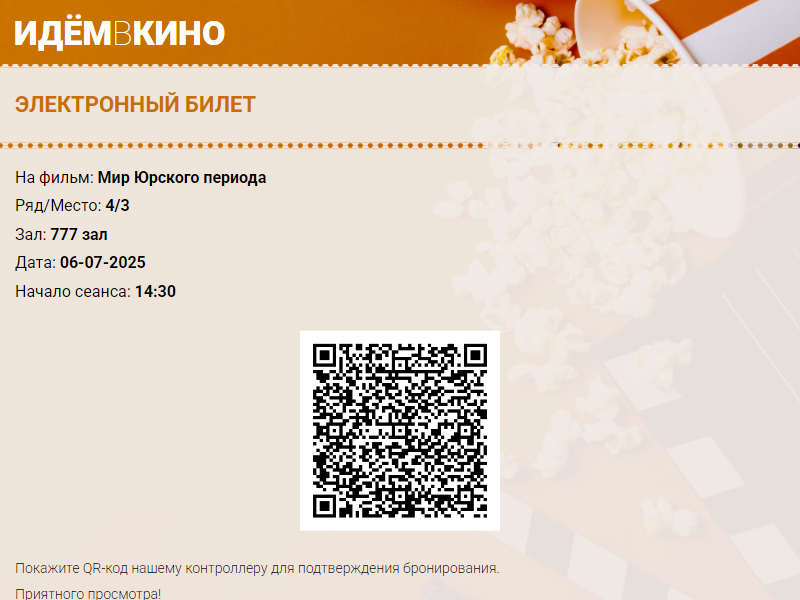 ИДЁМВКИНО
ЭЛЕКТРОННЫЙ БИЛЕТ
На фильм: Мир Юрского периода
Ряд/Место: 4/3
Зал: 777 зал
Дата: 06-07-2025
Начало сеанса: 14:30
Покажите QR-код нашему контроллеру для подтверждения бронирования.
Приятного просмотра!